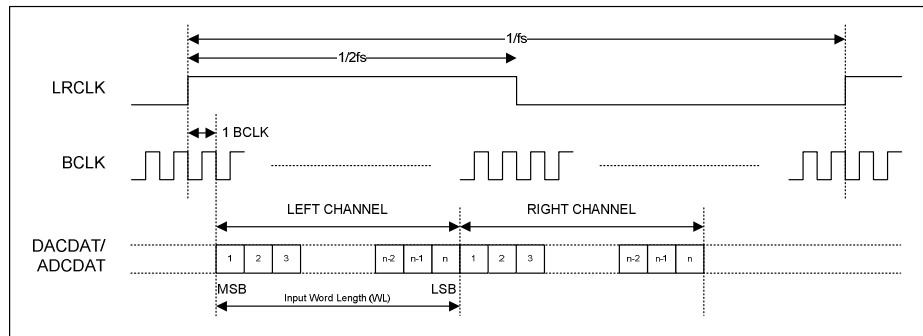 1/fs
1/2fs
LRCLK
1 BCLK
BCLK
LEFT CHANNEL
RIGHT CHANNEL
DACDAT/
ADCDAT
1 2 3 n-2 n-1 n 1 2 3 n-2 n-1 n
MSB LSB
Input Word Length (WL)